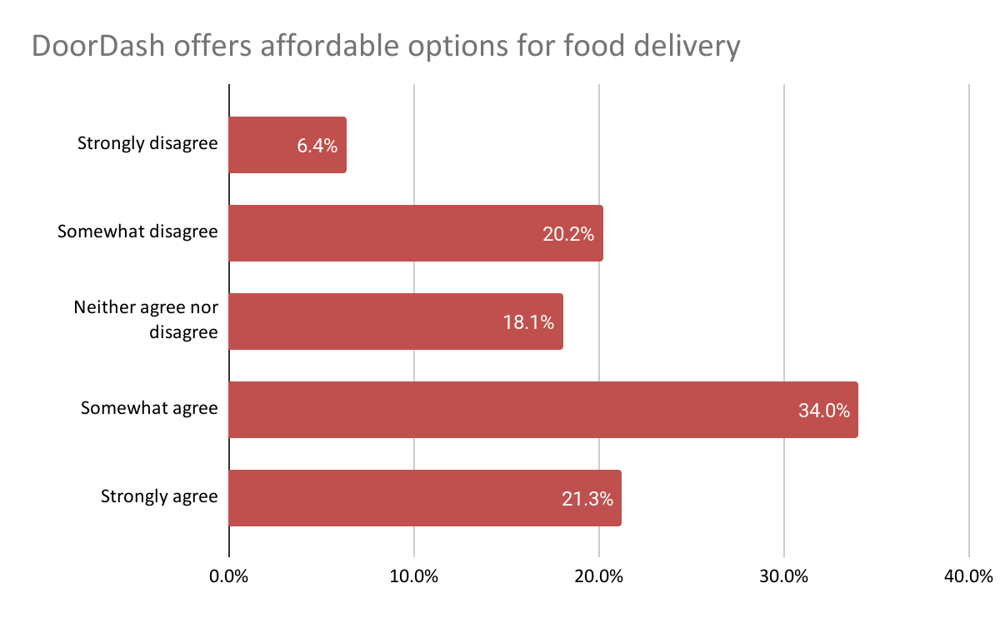 DoorDash offers affordable options for food delivery
Strongly disagree
6.4%
Somewhat disagree
20.2%
Neither agree nor
disagree
18.1%
Somewhat agree
34.0%
Strongly agree
21.3%
0.0% 10.0% 20.0% 30.0% 40.0%